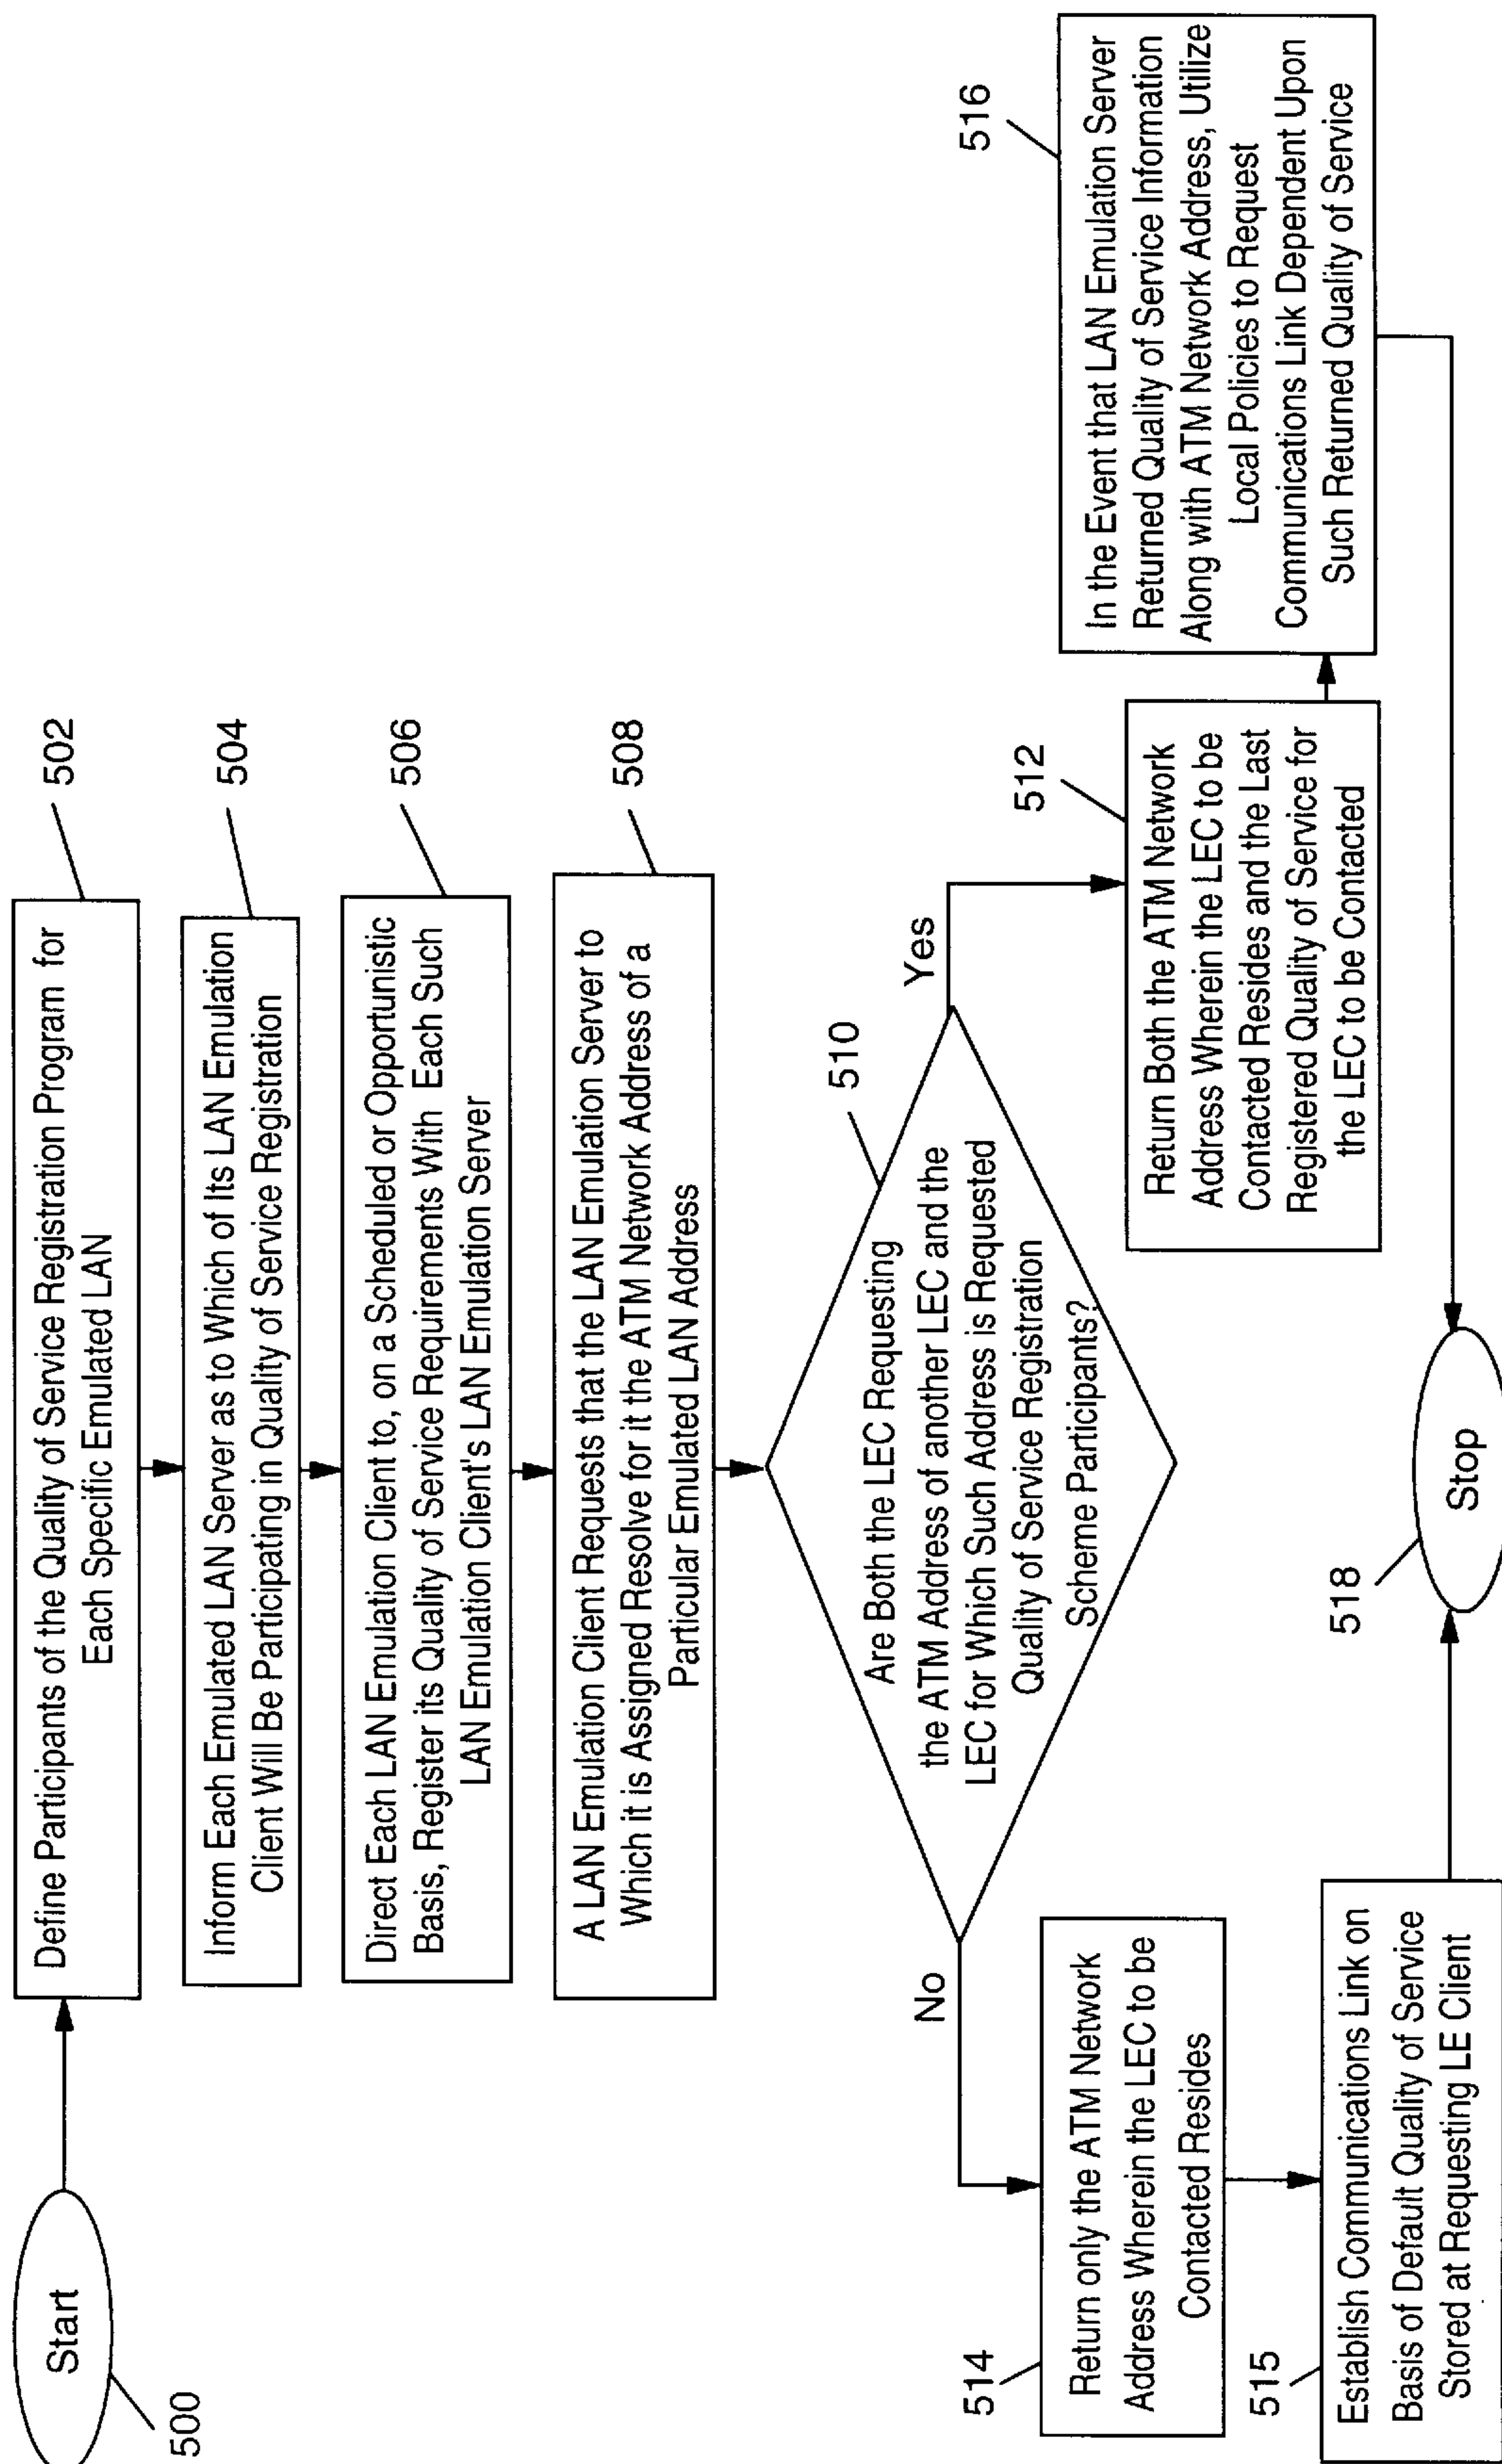 Start
500
Define Participants of the Quality of Service Registration Program for
Each Specific Emulated LAN
502
Inform Each Emulated LAN Server as to Which of Its LAN Emulation
Client Will Be Participating in Quality of Service Registration
504
Direct Each LAN Emulation Client to, on a Scheduled or Opportunistic
Basis, Register its Quality of Service Requirements With Each Such
LAN Emulation Client's LAN Emulation Server
506
A LAN Emulation Client Requests that the LAN Emulation Server to
Which it is Assigned Resolve for it the ATM Network Address of a
Particular Emulated LAN Address
508
Are Both the LEC Requesting
the ATM Address of another LEC and the
LEC for Which Such Address is Requested
Quality of Service Registration
Scheme Participants?
510
No
Yes
514
Return only the ATM Network
Address Wherein the LEC to be
Contacted Resides
515
Establish Communications Link on
Basis of Default Quality of Service
Stored at Requesting LE Client
512
Return Both the ATM Network
Address Wherein the LEC to be
Contacted Resides and the Last
Registered Quality of Service for
the LEC to be Contacted
516
In the Event that LAN Emulation Server
Returned Quality of Service Information
Along with ATM Network Address, Utilize
Local Policies to Request
Communications Link Dependent Upon
Such Returned Quality of Service
518
Stop